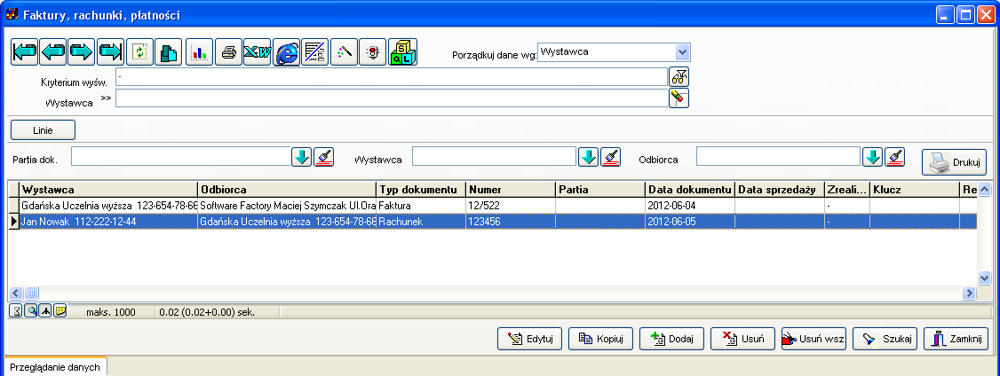 Faktury, rachunki, płatności
XW SQL Porządkuj dane wg: Wystawca
Kryterium wyśw.
Wystawca >>
Linie
Partia dok. Wystawca Odbiorca Drukuj
Wystawca Odbiorca Typ dokumentu Numer Partia Data dokumentu Data sprzedaży Zreali... Klucz Re
Gdańska Uczelnia wyższa 123-654-78-66 Software Factory Maciej Szymczak Ul.Ora Faktura 12/522 2012-06-04 -
Jan Nowak 112-222-12-44 Gdańska Uczelnia wyższa 123-654-78-66 Rachunek 123456 2012-06-05 -
maks. 1000 0.02 (0.02+0.00) sek.
Edytuj Kopiuj Dodaj Usuń Usuń wsz Szukaj Zamknij
Przeglądanie danych